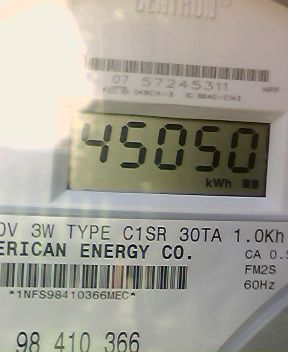 CENTRON
07 57245311
45050
kWh
0V 3W TYPE C1SR 30TA 1.0Kh
ERICAN ENERGY CO.
CA 0.5
FM2S
*1NFS98410366MEC*
60Hz
98 410 366